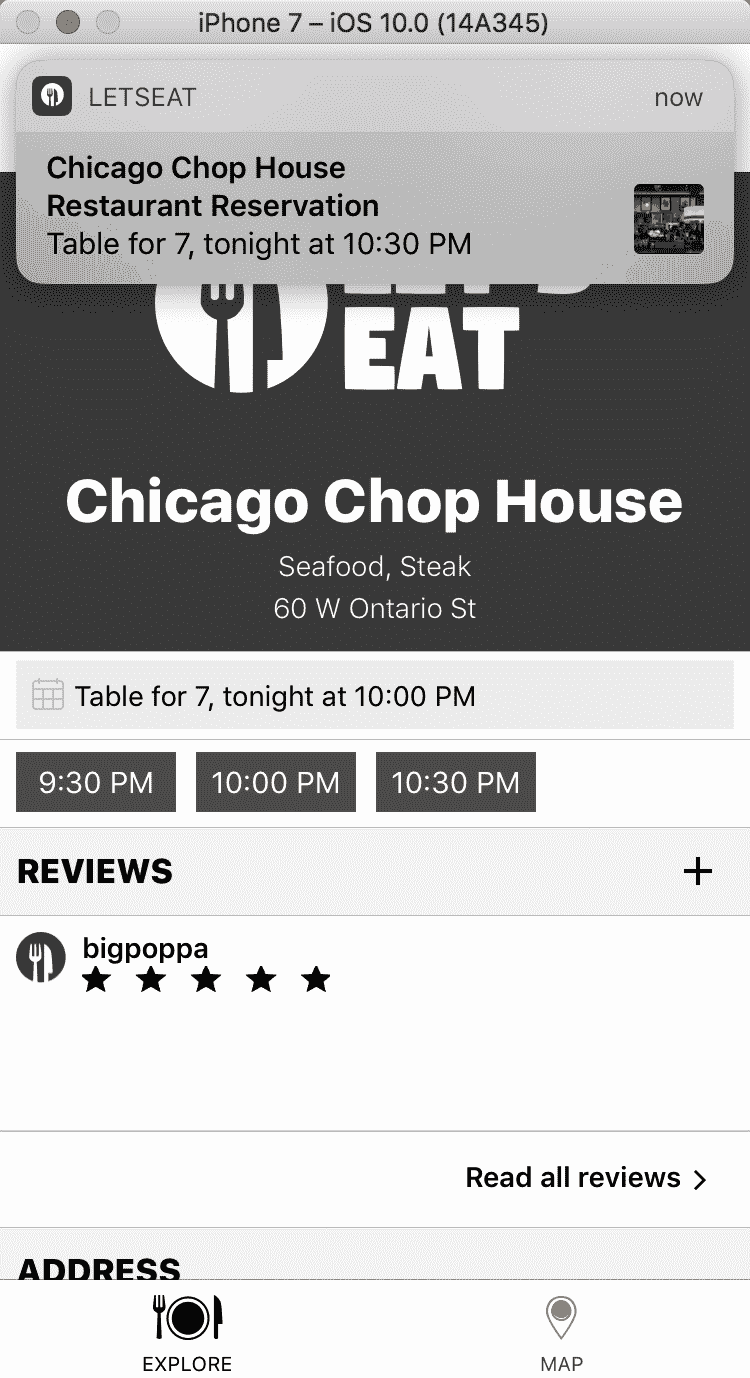 iPhone 7 – iOS 10.0 (14A345)
LETSEAT
now
Chicago Chop House
Restaurant Reservation
Table for 7, tonight at 10:30 PM
EAT
Chicago Chop House
Seafood, Steak
60 W Ontario St
Table for 7, tonight at 10:00 PM
9:30 PM 10:00 PM 10:30 PM
REVIEWS
bigpoppa
Read all reviews
ADDRESS
EXPLORE MAP